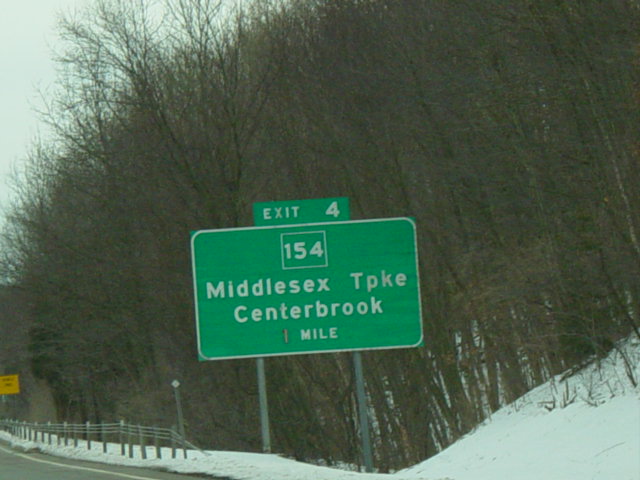 EXIT 4
154
Middlesex Tpke
Centerbrook
1 MILE